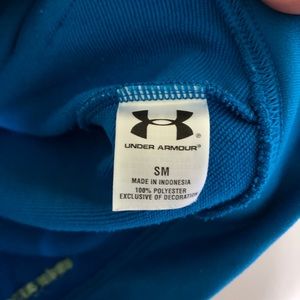 UNDER ARMOUR
SM
MADE IN INDONESIA
100% POLYESTER
EXCLUSIVE OF DECORATION